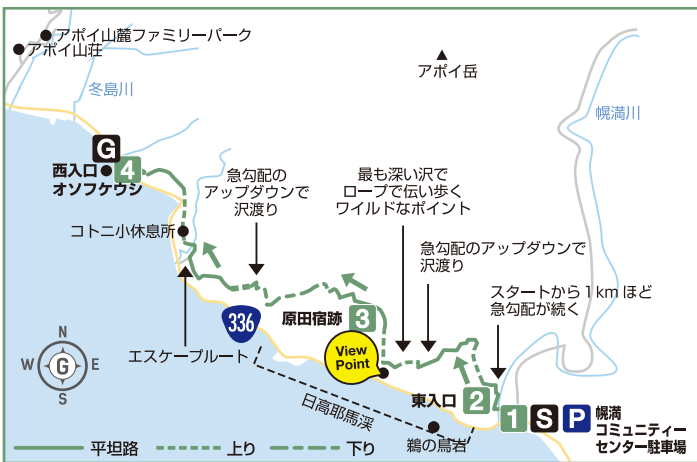 アポイ山麓ファミリーパーク
アポイ山荘
冬島川
アポイ岳
幌満川
G
4
西入口
オソフケウシ
急勾配の
アップダウンで
沢渡り
最も深い沢で
ロープで伝い歩く
ワイルドなポイント
コトニ小休息所
急勾配のアップダウンで
沢渡り
スタートから1kmほど
急勾配が続く
336
原田宿跡
3
エスケープルート
View
Point
N
W
G
E
S
日高耶馬渓
東入口
2
1
S
P
幌満
コミュニティー
センター駐車場
鵜の鳥岩
平坦路
上り
下り